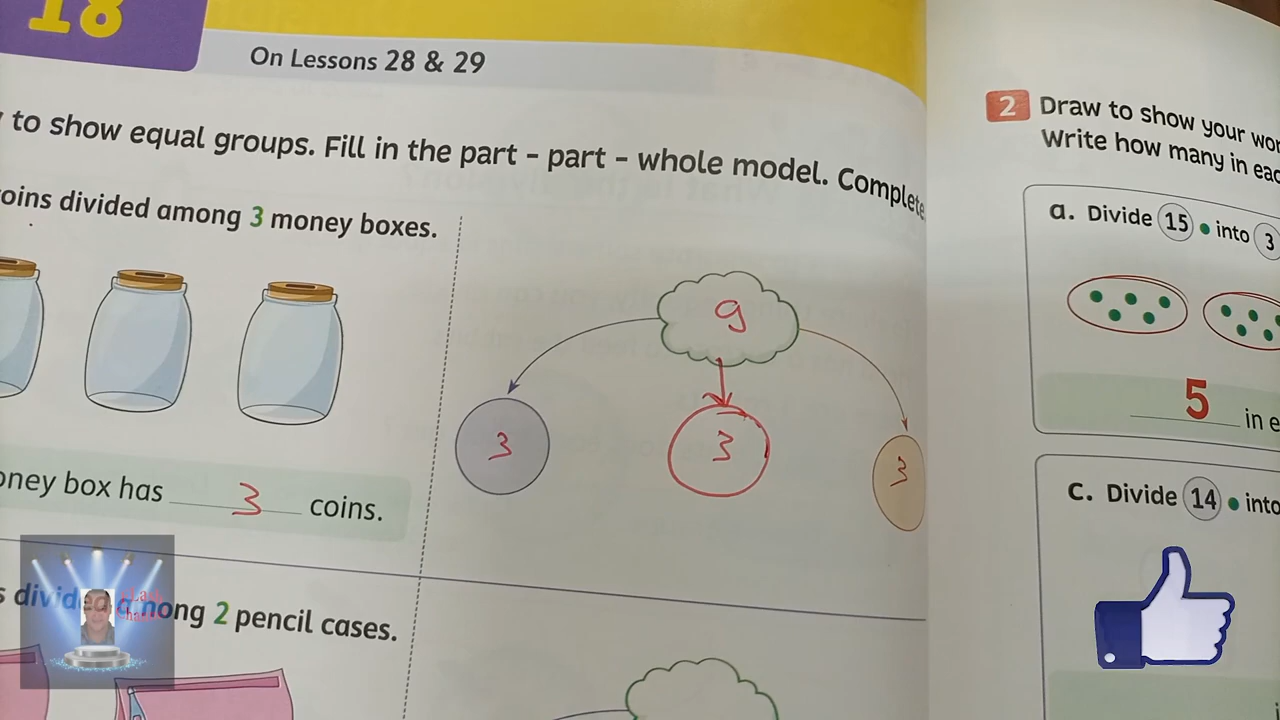 18
On Lessons 28 & 29
to show equal groups. Fill in the part - part - whole model. Complete
oins divided among 3 money boxes.
9
3 3 3
oney box has 3 coins.
among 2 pencil cases.
2 Draw to show your wor
Write how many in eac
a. Divide 15 into 3
5 in e
c. Divide 14 into